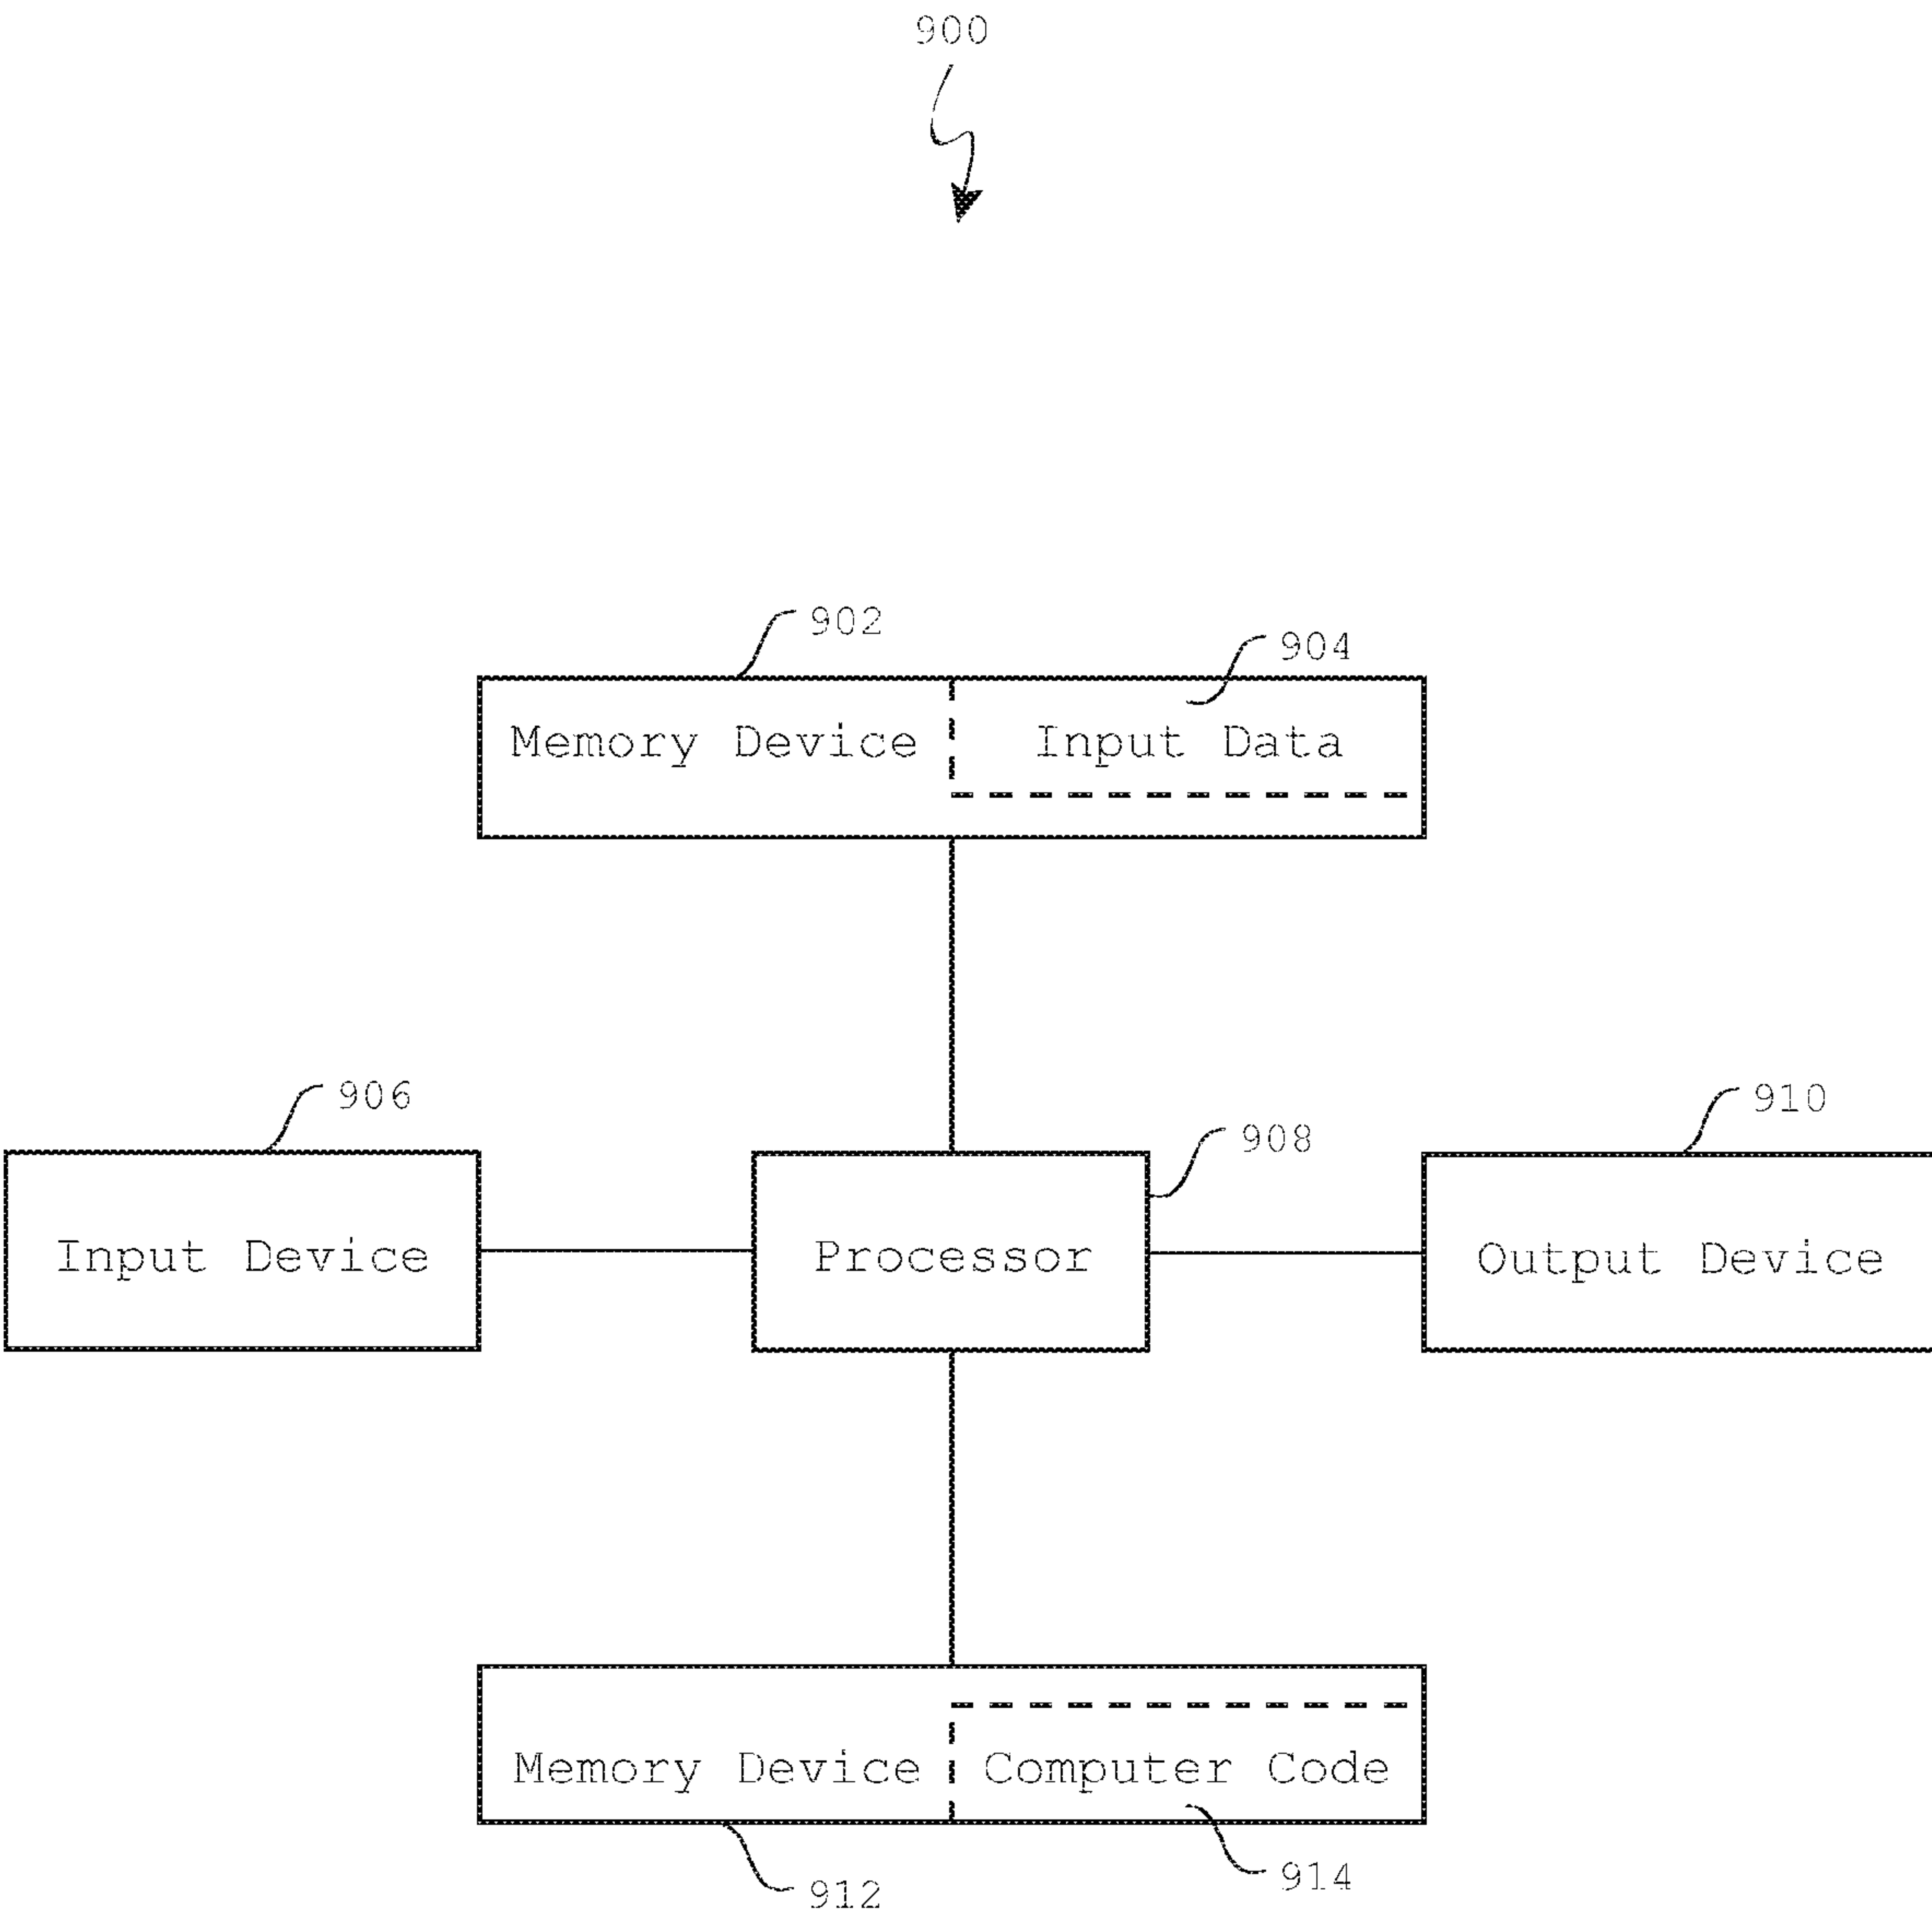 900
902
904
Memory Device
Input Data
906
908
910
Input Device
Processor
Output Device
Memory Device
Computer Code
912
914